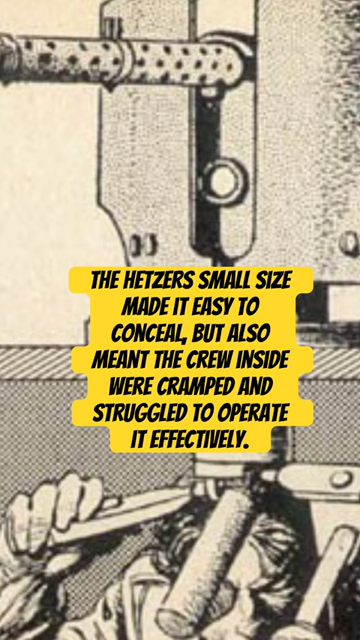 THE HETZERS SMALL SIZE
MADE IT EASY TO
CONCEAL, BUT ALSO
MEANT THE CREW INSIDE
WERE CRAMPED AND
STRUGGLED TO OPERATE
IT EFFECTIVELY.